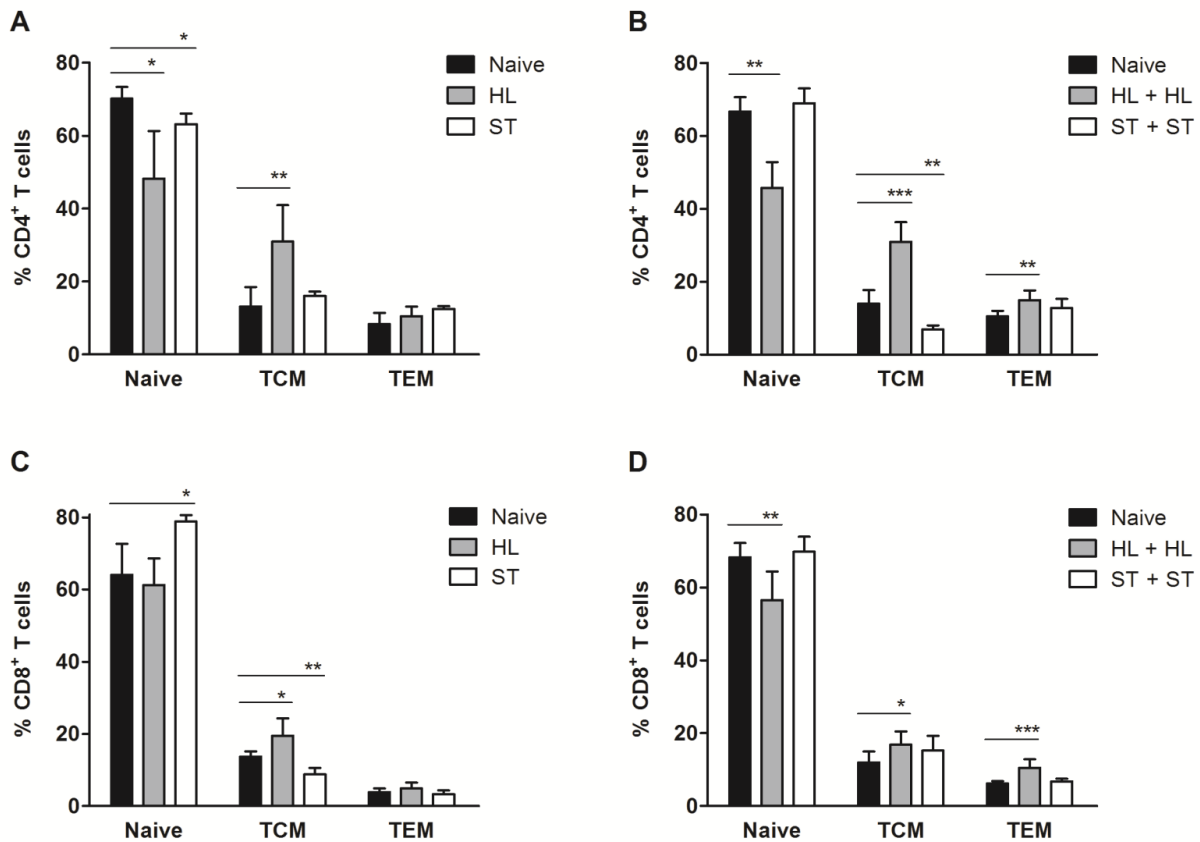 A
% CD4+ T cells
80
60
40
20
0
* 
*
**
Naive
HL
ST
Naive TCM TEM
B
% CD4+ T cells
80
60
40
20
0
**
**
***
**
Naive
HL + HL
ST + ST
Naive TCM TEM
C
% CD8+ T cells
80
60
40
20
0
*
**
*
Naive
HL
ST
Naive TCM TEM
D
% CD8+ T cells
80
60
40
20
0
**
*
***
Naive
HL + HL
ST + ST
Naive TCM TEM